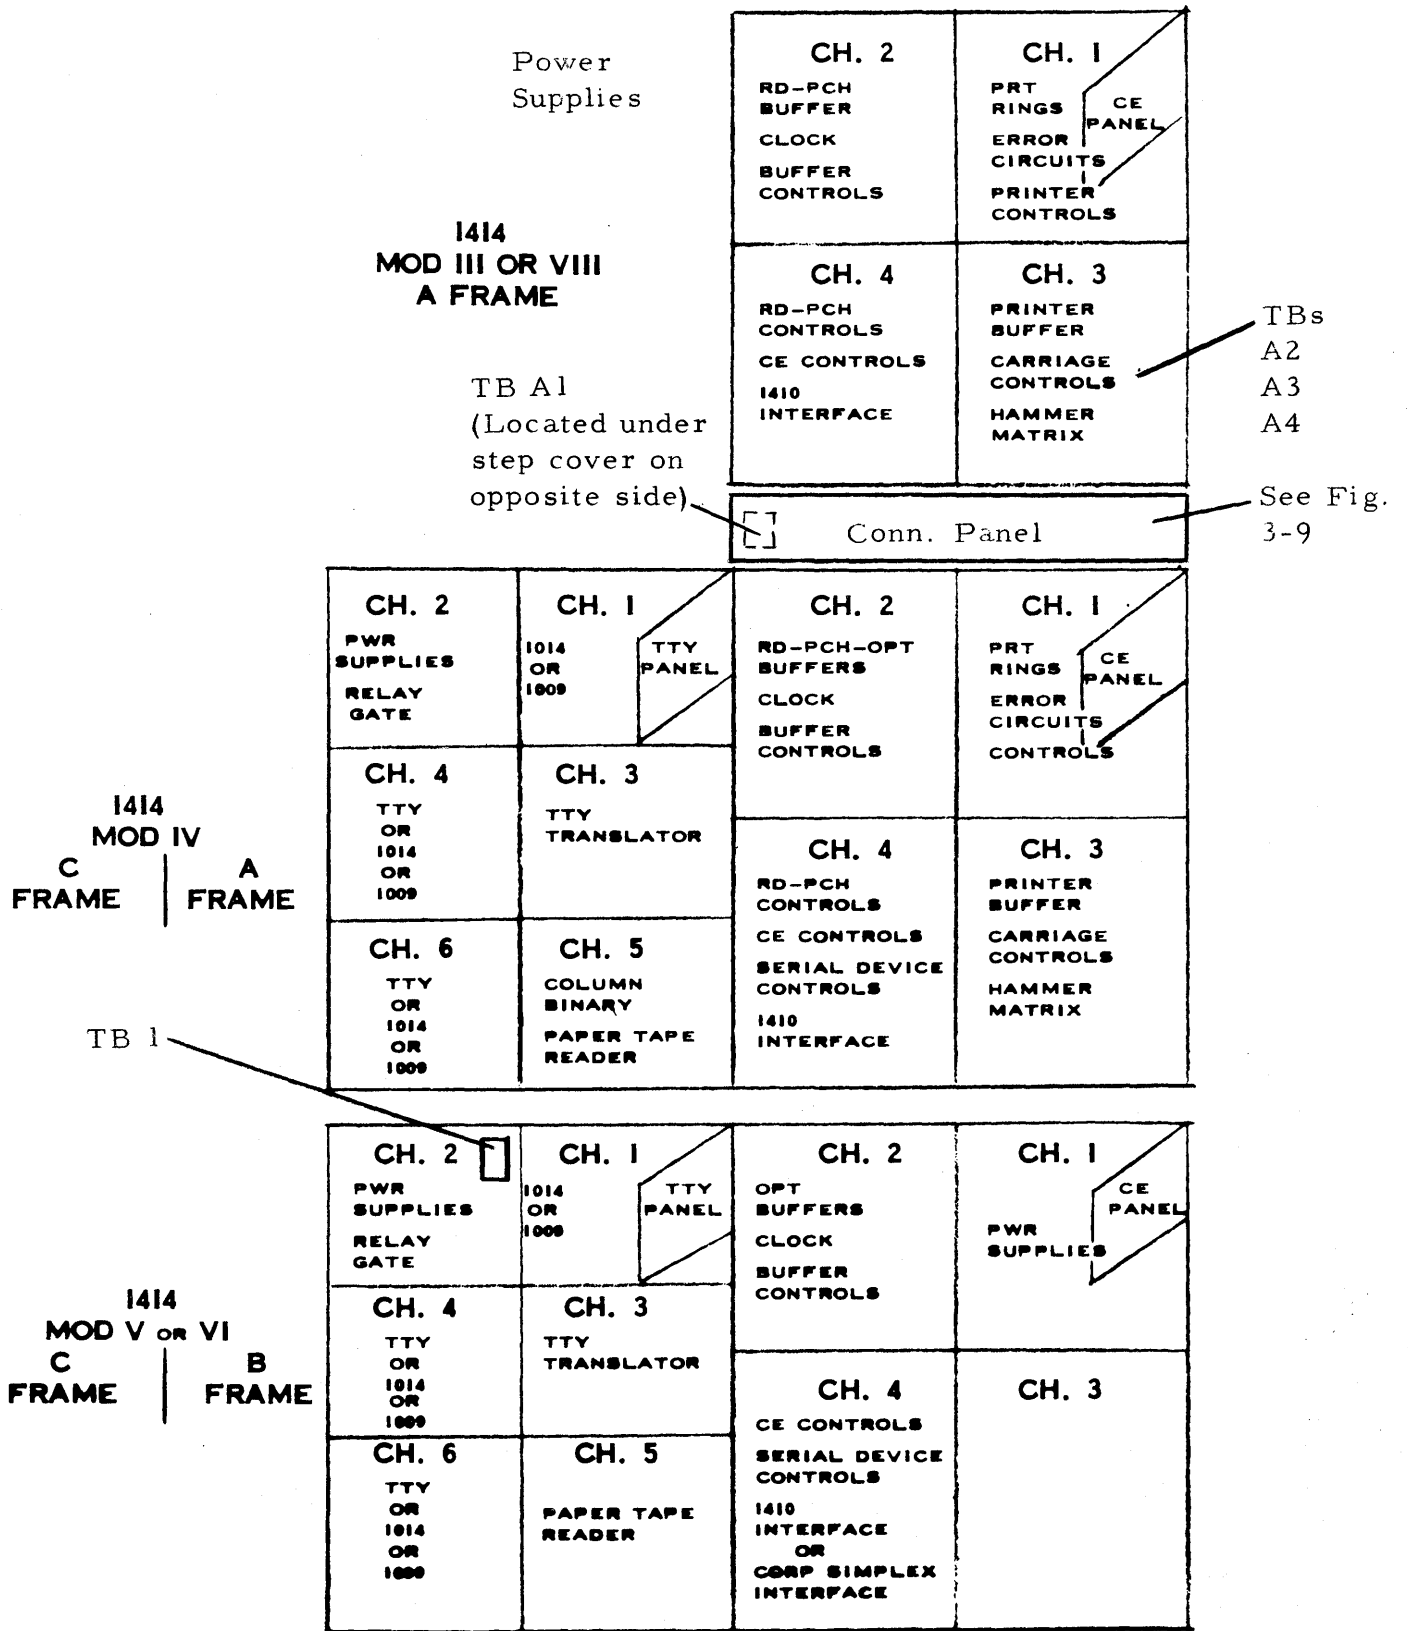 Power
Supplies
1414
MOD III OR VIII
A FRAME
CH. 2
RD-PCH
BUFFER
CLOCK
BUFFER
CONTROLS
CH. 1
PRT
RINGS
ERROR
CIRCUITS
PRINTER
CONTROLS
CE
PANEL
CH. 4
RD-PCH
CONTROLS
CE CONTROLS
1410
INTERFACE
CH. 3
PRINTER
BUFFER
CARRIAGE
CONTROLS
HAMMER
MATRIX
TBs
A2
A3
A4
TB A1
(Located under
step cover on
opposite side)
Conn. Panel
See Fig.
3-9
1414
MOD IV
C
FRAME
A
FRAME
CH. 2
PWR
SUPPLIES
RELAY
GATE
CH. 1
1014
OR
1009
TTY
PANEL
CH. 2
RD-PCH-OPT
BUFFERS
CLOCK
BUFFER
CONTROLS
CH. 1
PRT
RINGS
ERROR
CIRCUITS
CONTROLS
CE
PANEL
CH. 4
TTY
OR
1014
OR
1009
CH. 3
TTY
TRANSLATOR
CH. 4
RD-PCH
CONTROLS
CE CONTROLS
SERIAL DEVICE
CONTROLS
1410
INTERFACE
CH. 3
PRINTER
BUFFER
CARRIAGE
CONTROLS
HAMMER
MATRIX
CH. 6
TTY
OR
1014
OR
1009
CH. 5
COLUMN
BINARY
PAPER TAPE
READER
TB 1
1414
MOD V OR VI
C
FRAME
B
FRAME
CH. 2
PWR
SUPPLIES
RELAY
GATE
CH. 1
1014
OR
1009
TTY
PANEL
CH. 2
OPT
BUFFERS
CLOCK
BUFFER
CONTROLS
CH. 1
PWR
SUPPLIES
CE
PANEL
CH. 4
TTY
OR
1014
OR
1009
CH. 3
TTY
TRANSLATOR
CH. 4
CE CONTROLS
SERIAL DEVICE
CONTROLS
1410
INTERFACE
OR
CORP SIMPLEX
INTERFACE
CH. 3
CH. 6
TTY
OR
1014
OR
1009
CH. 5
PAPER TAPE
READER